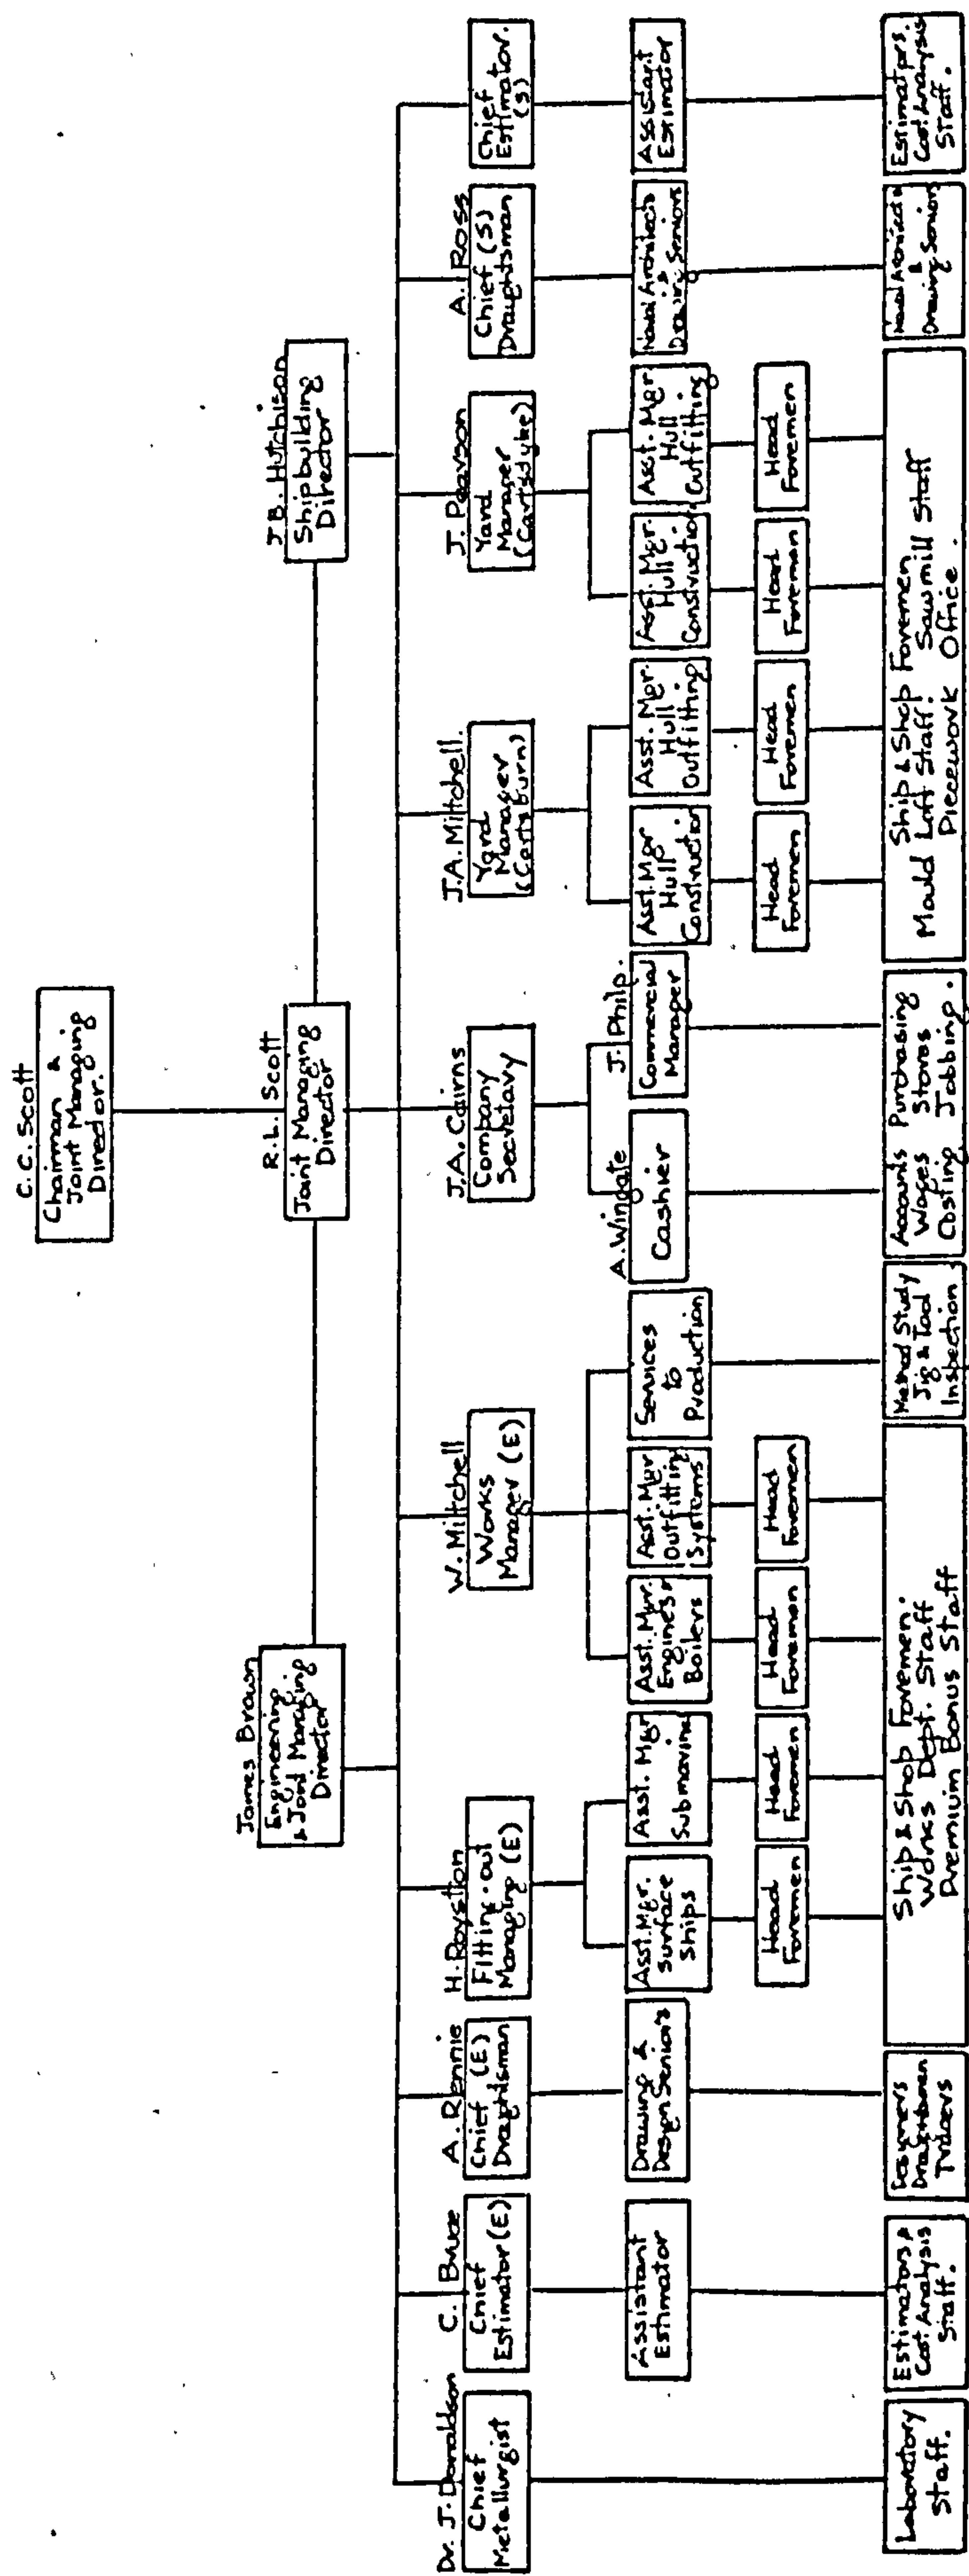 C.C. Scott
Chairman &
Joint Managing
Director.
James Brown
Engineering
& Joint Managing
Director
R.L. Scott
Joint Managing
Director
J.B. Hutchison
Shipbuilding
Director
Dr. J. Donaldson
Chief
Metallurgist
C. Bruce
Chief
Estimator (E)
A. Rennie
Chief (E)
Draughtsman
H. Royston
Fitting-out
Managing (E)
W. Mitchell
Works
Manager (E)
J.A. Cairns
Company
Secretary
J.A. Mitchell.
Yard
Manager
(Cartsburn)
J. Pearson
Yard
Manager
(Cartsdyke)
A. Ross
Chief (S)
Draughtsman
Chief
Estimator.
(S)
Assistant
Estimator
Drawing &
Design Seniors
Asst. Mgr.
Surface
Ships
Asst. Mgr
Submarine
Asst. Mgr.
Engines &
Boilers
Asst. Mgr
Outfitting
Systems
Services
to
Production
A. Wingate
Cashier
J. Philp.
Commercial
Manager
Asst. Mgr
Hull
Construction
Asst. Mgr.
Hull
Outfitting
Asst. Mgr.
Hull
Construction
Asst. Mgr.
Hull
Outfitting
Naval Architects
&
Drawing Seniors
Assistant
Estimator
Head
Foremen
Head
Foremen
Head
Foremen
Head
Foremen
Head
Foremen
Head
Foremen
Head
Foremen
Head
Foremen
Laboratory
Staff.
Estimators &
Cost Analysis
Staff.
Designers
Draughtsmen
Tracers
Ship & Shop Foremen.
Works Dept. Staff
Premium Bonus Staff
Method Study
Jig & Tool
Inspection
Accounts
Wages
Costing
Purchasing
Stores
Jobbing.
Ship & Shop Foremen
Mould Loft Staff. Sawmill Staff
Piecework Office.
Naval Architects
&
Drawing Seniors
Estimators.
Cost Analysis
Staff.